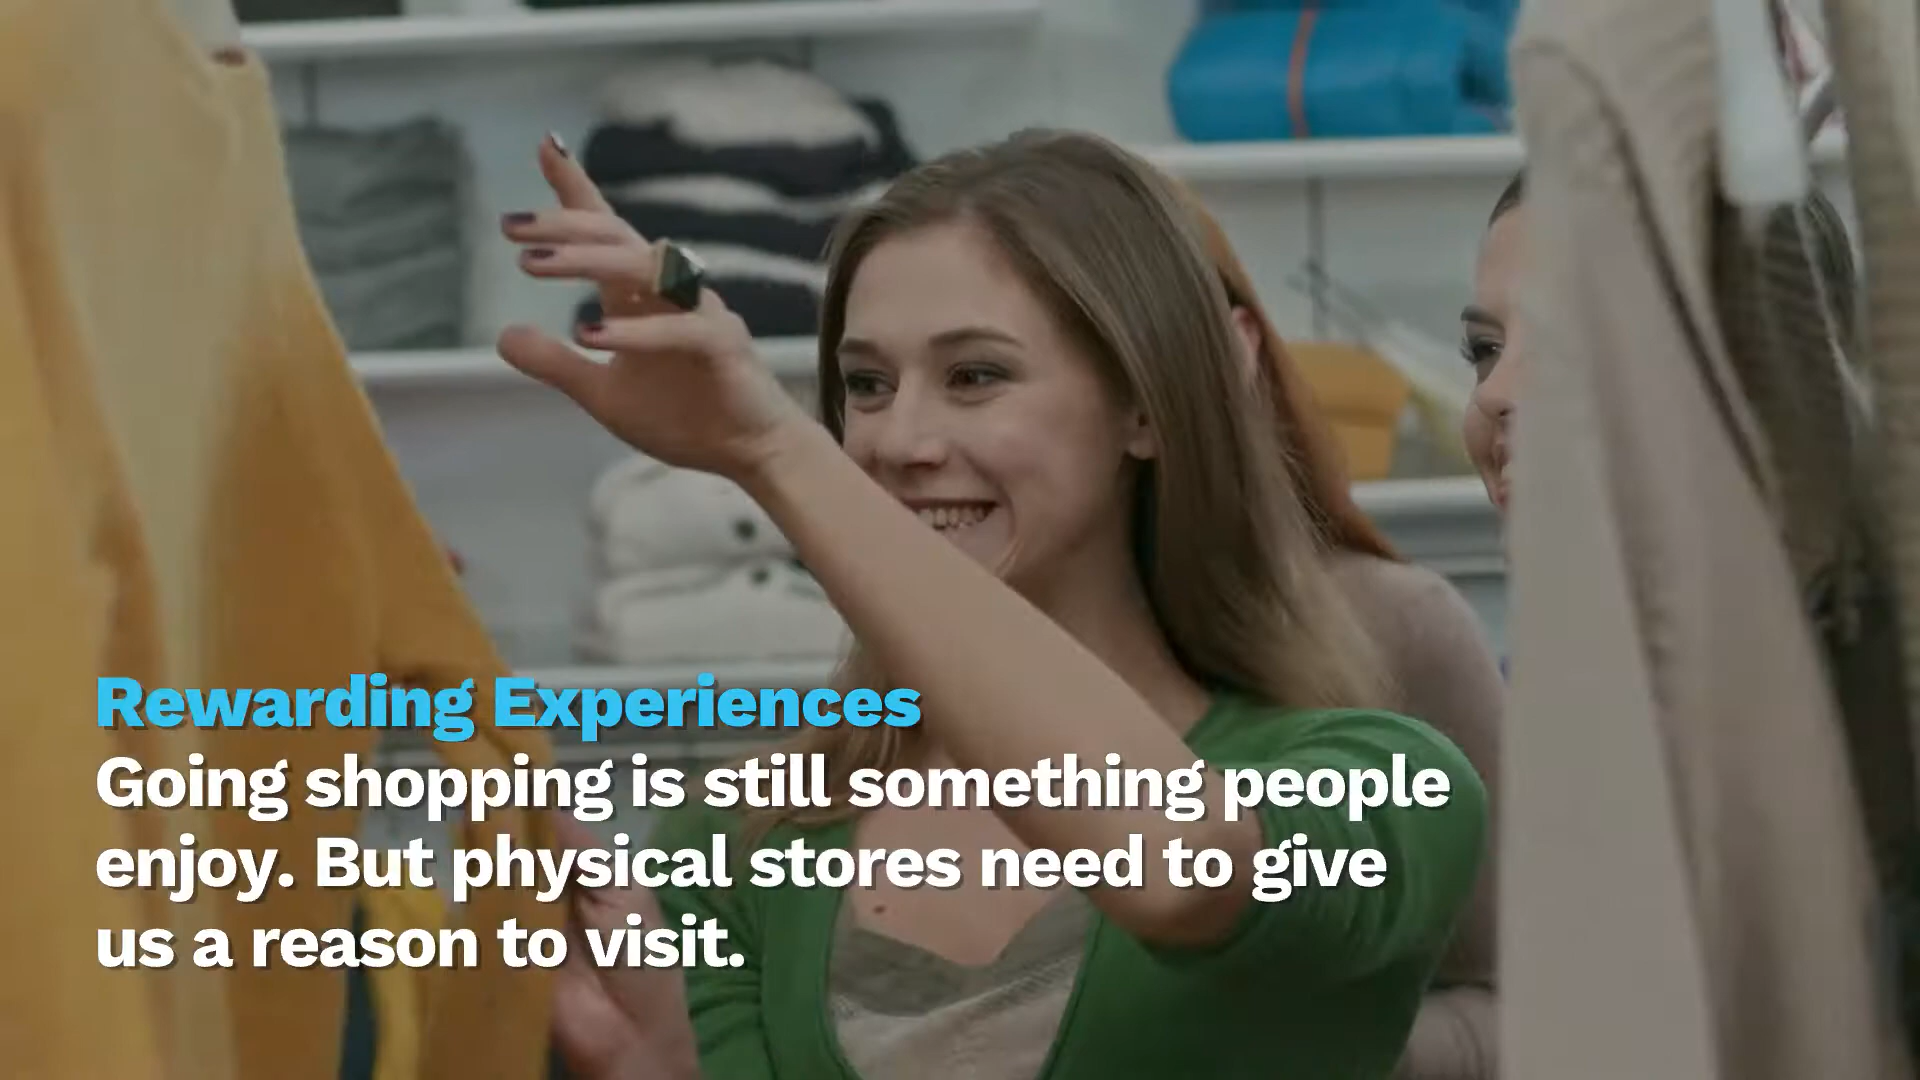 Rewarding Experiences
Going shopping is still something people
enjoy. But physical stores need to give
us a reason to visit.